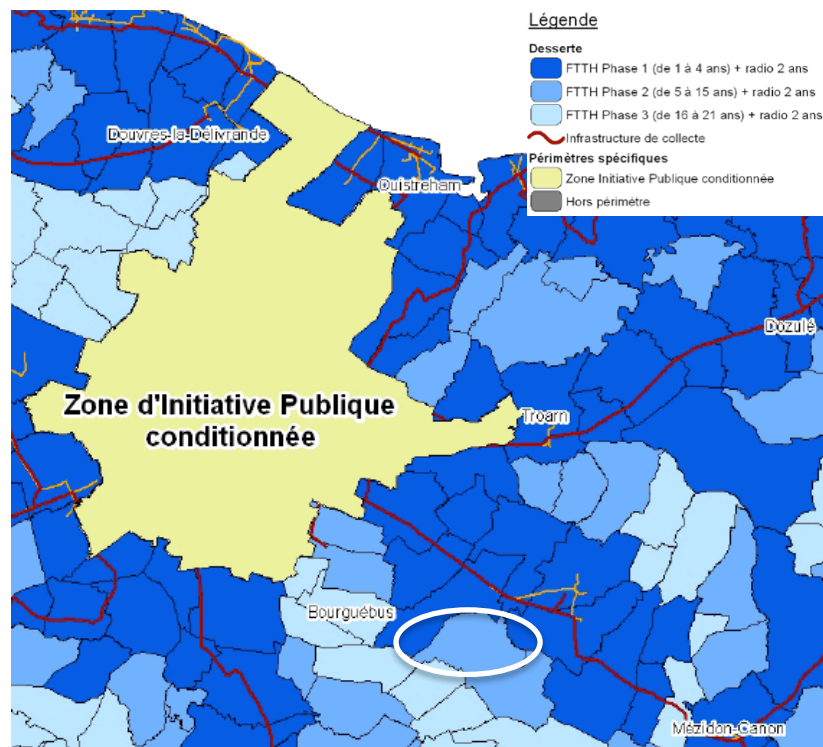 Légende
Desserte
FTTH Phase 1 (de 1 à 4 ans) + radio 2 ans
FTTH Phase 2 (de 5 à 15 ans) + radio 2 ans
FTTH Phase 3 (de 16 à 21 ans) + radio 2 ans
Infrastructure de collecte
Périmètres spécifiques
Zone Initiative Publique conditionnée
Hors périmètre
Douvres-la-Délivrande
Ouistreham
Dozulé
Zone d'Initiative Publique
conditionnée
Troarn
Bourguébus
Mézidon-Canon